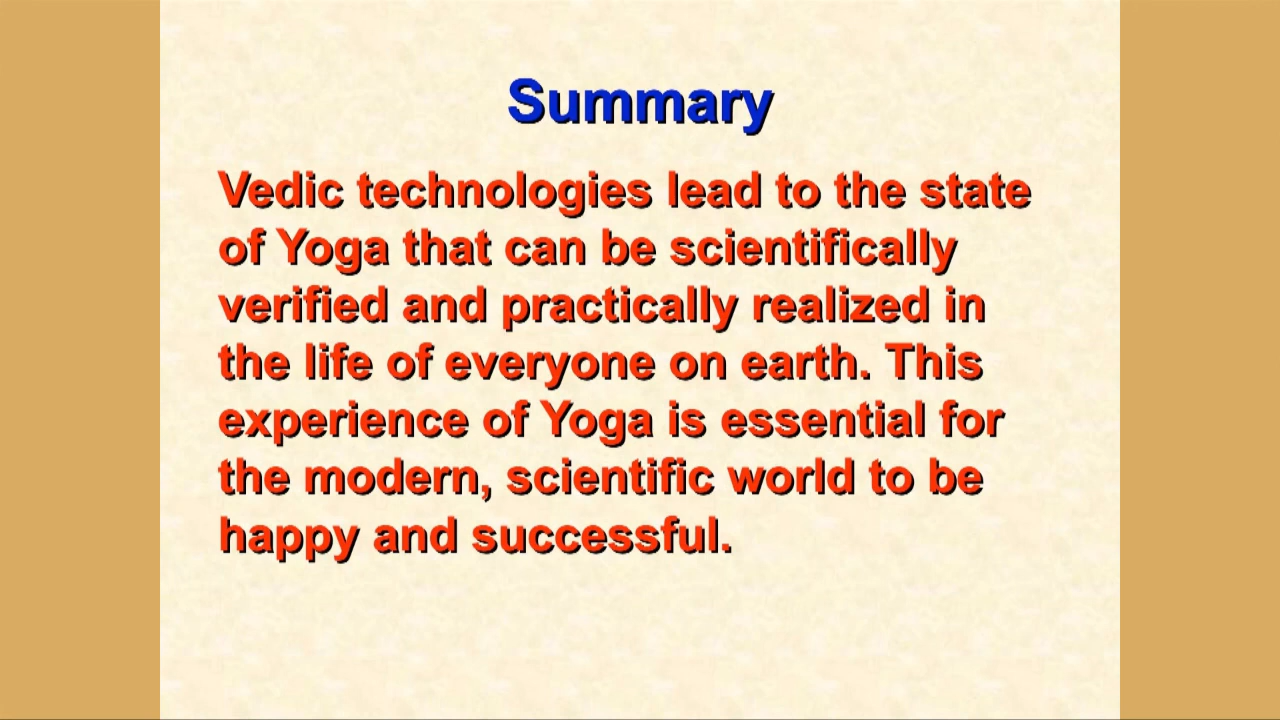 Summary
Vedic technologies lead to the state
of Yoga that can be scientifically
verified and practically realized in
the life of everyone on earth. This
experience of Yoga is essential for
the modern, scientific world to be
happy and successful.